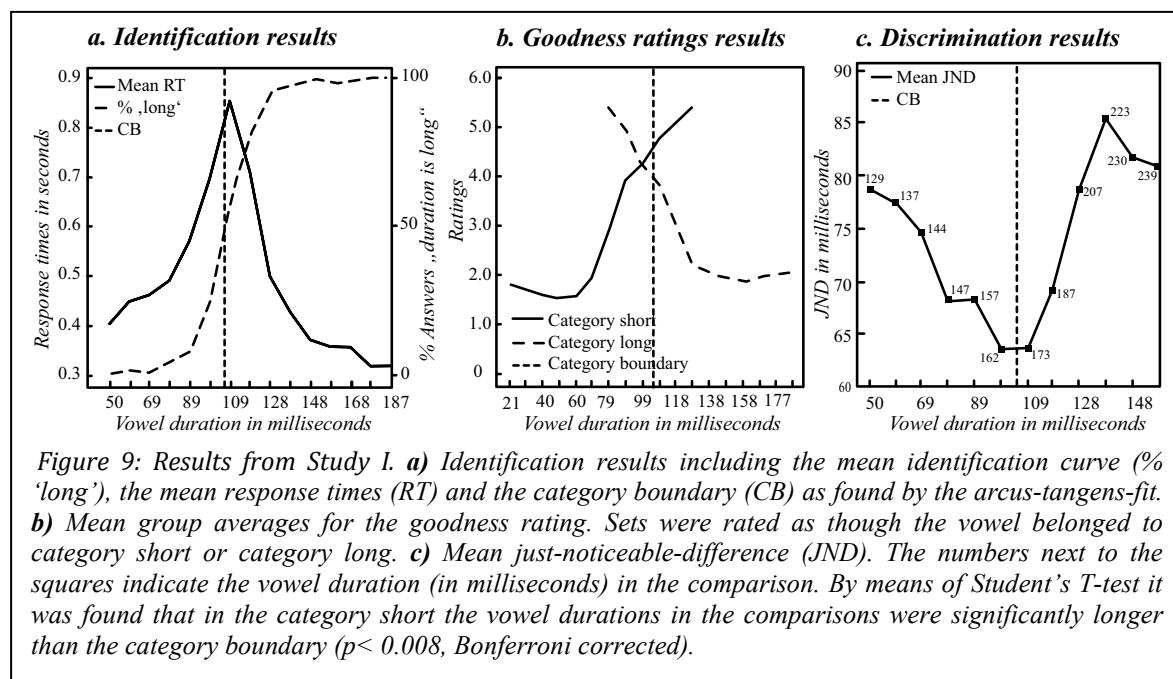 a. Identification results
0.9
0.8
0.7
0.6
0.5
0.4
0.3
Response times in seconds
Mean RT
% ‚long‘
CB
100
50
0
% Answers „duration is long“
50 69 89 109 128 148 168 187
Vowel duration in milliseconds
b. Goodness ratings results
6.0
5.0
4.0
3.0
2.0
1.0
0
Ratings
Category short
Category long
Category boundary
21 40 60 79 99 118 138 158 177
Vowel duration in milliseconds
c. Discrimination results
90
85
80
75
70
65
60
JND in milliseconds
Mean JND
CB
129
137
144
147
157
162
173
187
207
223
230
239
50 69 89 109 128 148
Vowel duration in milliseconds
Figure 9: Results from Study I. a) Identification results including the mean identification curve (%
‘long’), the mean response times (RT) and the category boundary (CB) as found by the arcus-tangens-fit.
b) Mean group averages for the goodness rating. Sets were rated as though the vowel belonged to
category short or category long. c) Mean just-noticeable-difference (JND). The numbers next to the
squares indicate the vowel duration (in milliseconds) in the comparison. By means of Student’s T-test it
was found that in the category short the vowel durations in the comparisons were significantly longer
than the category boundary (p< 0.008, Bonferroni corrected).